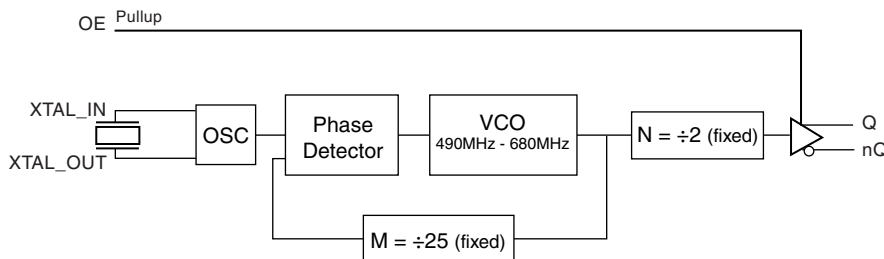 OE Pullup
XTAL_IN
XTAL_OUT
OSC
Phase
Detector
VCO
490MHz - 680MHz
N = ÷2 (fixed)
Q
nQ
M = ÷25 (fixed)